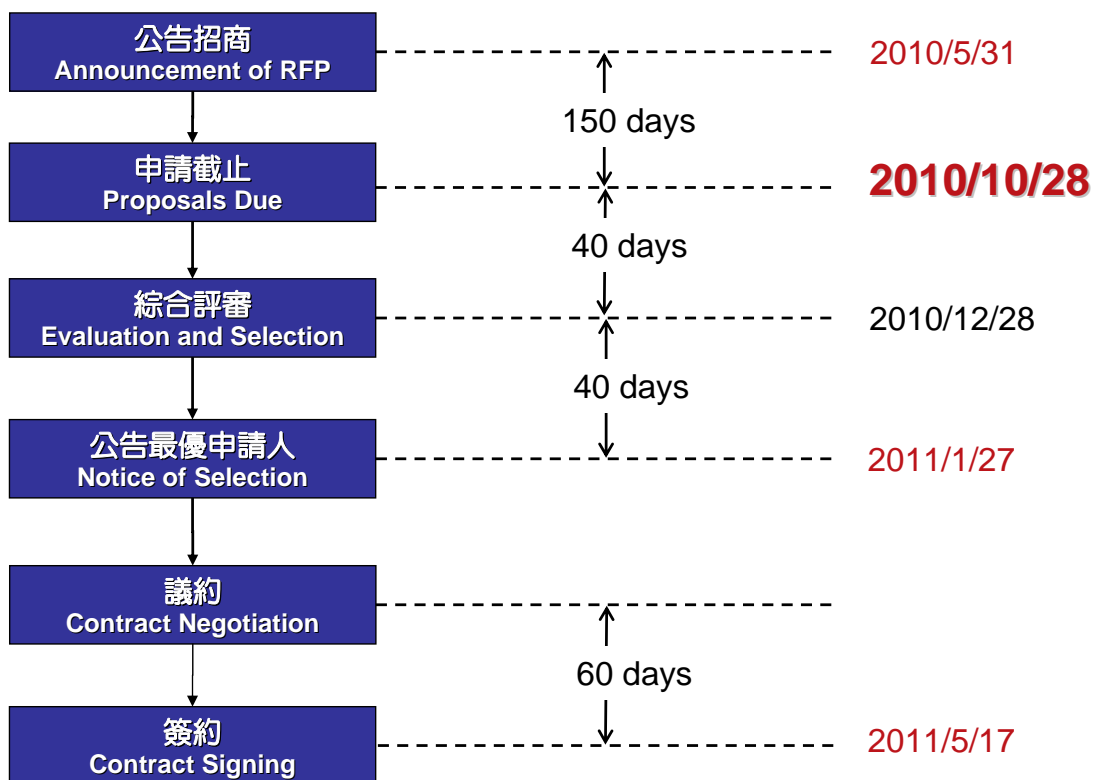 公告招商
Announcement of RFP
2010/5/31
150 days
申請截止
Proposals Due
2010/10/28
40 days
綜合評審
Evaluation and Selection
2010/12/28
40 days
公告最優申請人
Notice of Selection
2011/1/27
議約
Contract Negotiation
60 days
簽約
Contract Signing
2011/5/17